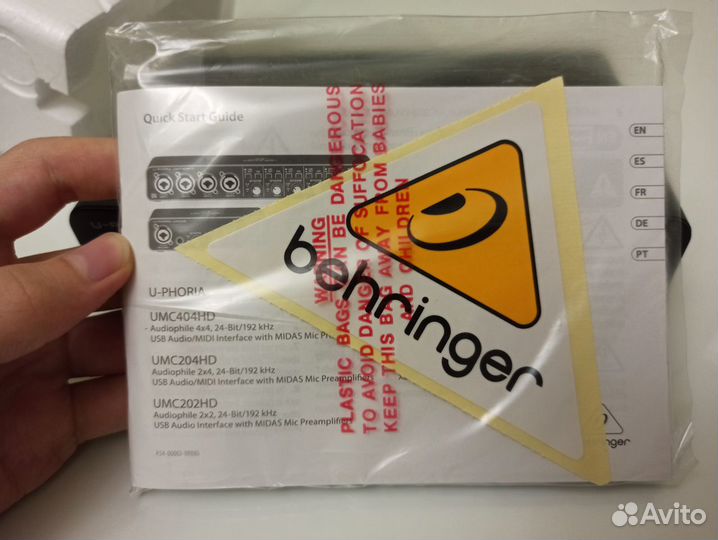 Quick Start Guide
EN
ES
FR
DE
PT
U-PHORIA
UMC404HD
Audiophile 4x4, 24-Bit/192 kHz
USB Audio/MIDI Interface with MIDAS Mic Pream
UMC204HD
Audiophile 2x4, 24-Bit/192 kHz
USB Audio/MIDI Interface with MIDAS Mic Preamplifiers
UMC202HD
Audiophile 2x2, 24-Bit/192 kHz
USB Audio Interface with MIDAS Mic Preamplifiers
WARNING
PLASTIC BAGS CAN BE DANGEROUS
TO AVOID DANGER OF SUFFOCATION
KEEP THIS BAG AWAY FROM BABIES
AND CHILDREN
behringer
behringer
Avito